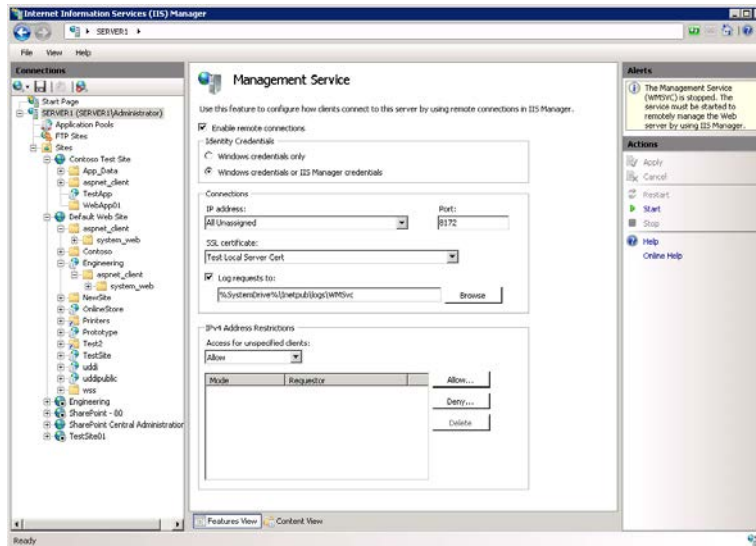 Internet Information Services (IIS) Manager
SERVER1
File View Help
Connections
Start Page
SERVER1 (SERVER1\Administrator)
Application Pools
FTP Sites
Sites
Contoso Test Site
App_Data
aspnet_client
TestApp
WebApp01
Default Web Site
aspnet_client
system_web
Contoso
Engineering
aspnet_client
system_web
NewSite
OnlineStore
Printers
Prototype
Test2
TestSite
uddi
uddipublic
wss
Engineering
SharePoint - 80
SharePoint Central Administration
TestSite01
Management Service
Use this feature to configure how clients connect to this server by using remote connections in IIS Manager.
Enable remote connections
Identity Credentials
Windows credentials only
Windows credentials or IIS Manager credentials
Connections
IP address:
Port:
All Unassigned
8172
SSL certificate:
Test Local Server Cert
Log requests to:
%SystemDrive%\Inetpub\logs\WMSvc
Browse
IPv4 Address Restrictions
Access for unspecified clients:
Allow
Mode Requestor
Allow...
Deny...
Delete
Features View Content View
Alerts
The Management Service
(WMSVC) is stopped. The
service must be started to
remotely manage the Web
server by using IIS Manager.
Actions
Apply
Cancel
Restart
Start
Stop
Help
Online Help
Ready